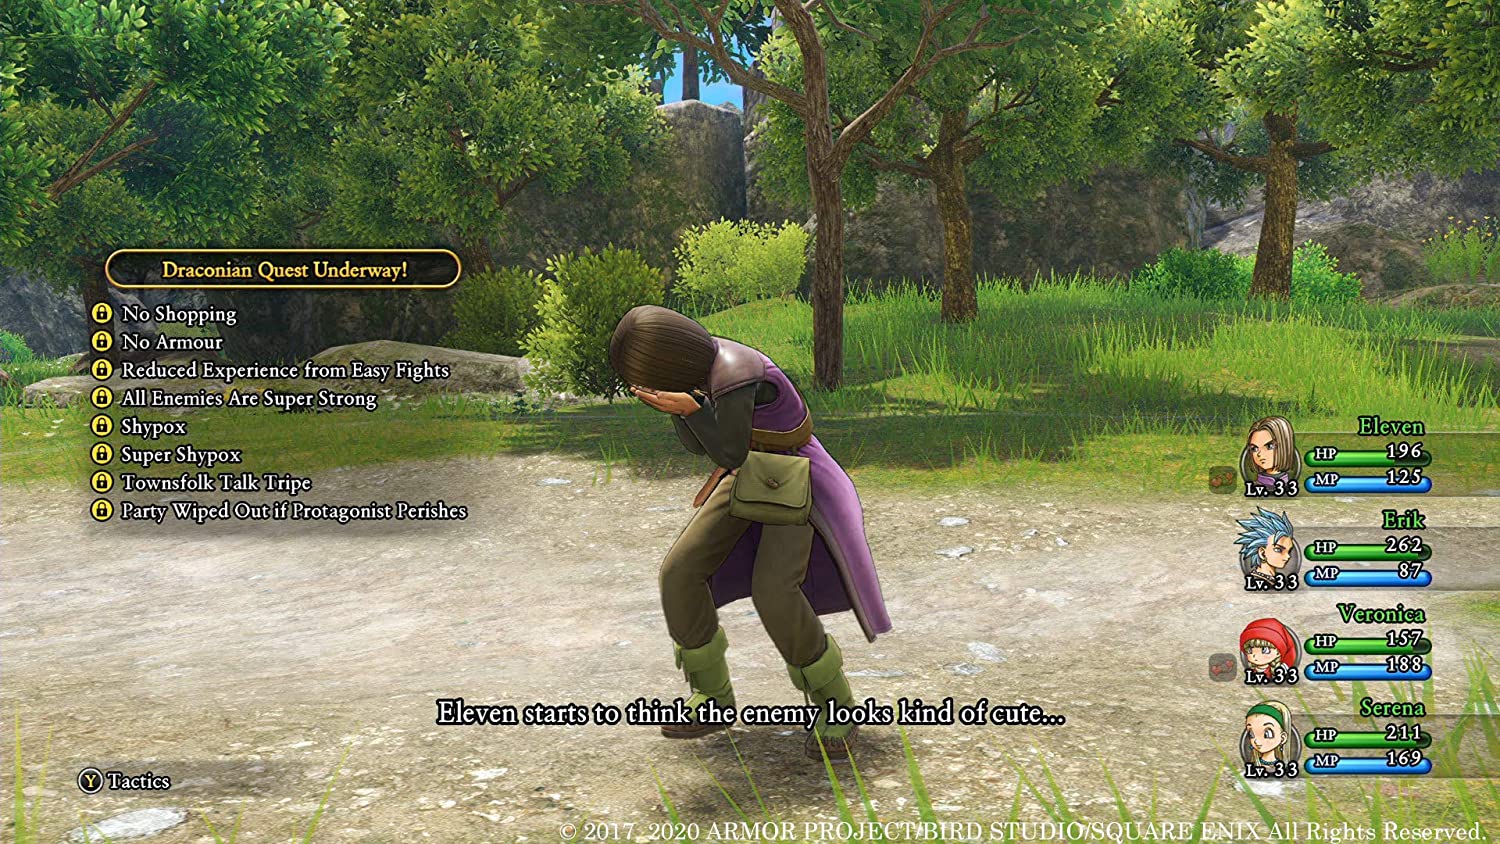 Draconian Quest Underway!
No Shopping
No Armour
Reduced Experience from Easy Fights
All Enemies Are Super Strong
Shypox
Super Shypox
Townsfolk Talk Tripe
Party Wiped Out if Protagonist Perishes
Eleven
HP 196
MP 125
Lv. 33
Erik
HP 262
MP 87
Lv. 33
Veronica
HP 157
MP 188
Lv. 33
Serena
HP 211
MP 169
Lv. 33
Eleven starts to think the enemy looks kind of cute...
Y Tactics
© 2017, 2020 ARMOR PROJECT/BIRD STUDIO/SQUARE ENIX All Rights Reserved.